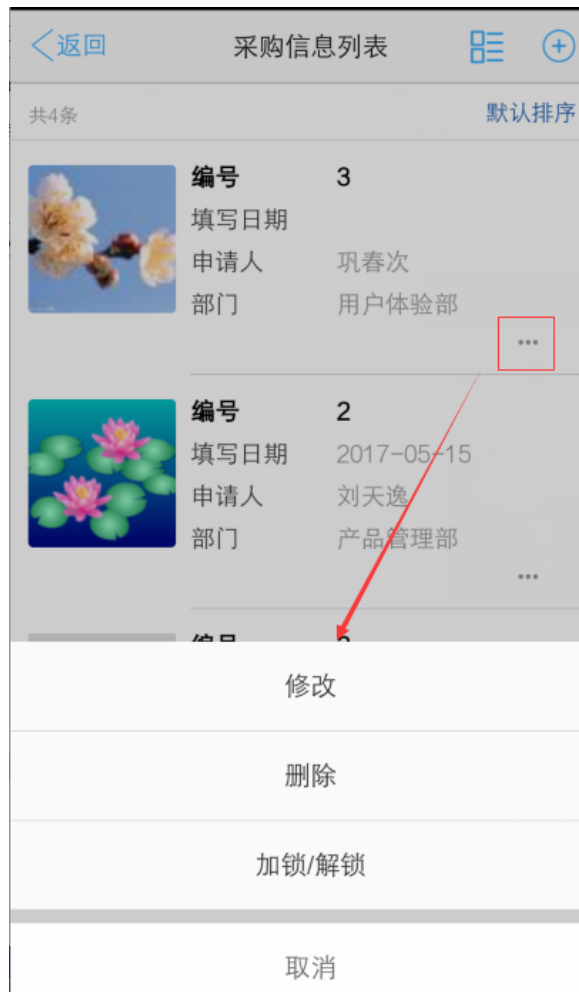 返回 采购信息列表
共4条 默认排序
编号 3
填写日期
申请人 巩春次
部门 用户体验部
编号 2
填写日期 2017-05-15
申请人 刘天逸
部门 产品管理部
编号
修改
删除
加锁/解锁
取消